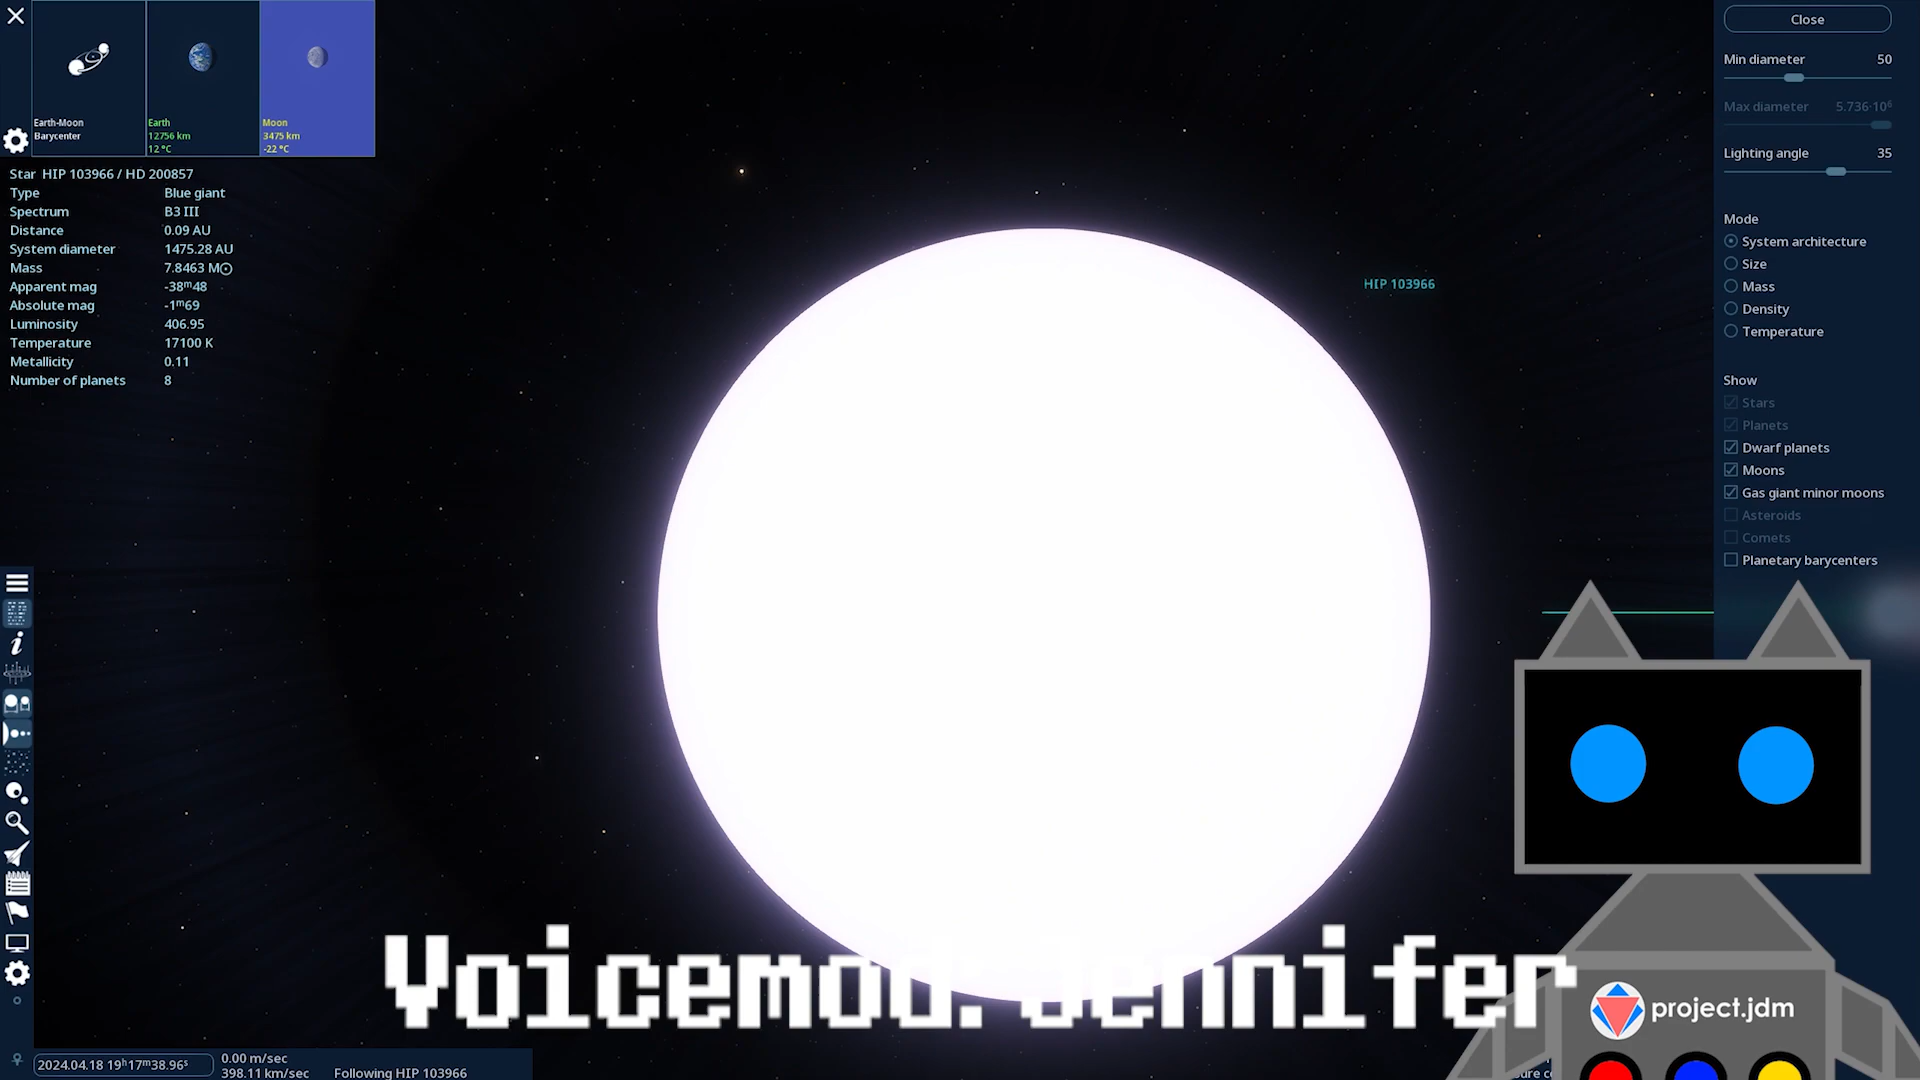 Earth-Moon
Barycenter
Earth
12756 km
12 °C
Moon
3475 km
-22 °C
Star HIP 103966 / HD 200857
Type Blue giant
Spectrum B3 III
Distance 0.09 AU
System diameter 1475.28 AU
Mass 7.8463 M☉
Apparent mag -38ᵐ48
Absolute mag -1ᵐ69
Luminosity 406.95
Temperature 17100 K
Metallicity 0.11
Number of planets 8
HIP 103966
Close
Min diameter 50
Max diameter 5.736·10⁶
Lighting angle 35
Mode
System architecture
Size
Mass
Density
Temperature
Show
Stars
Planets
Dwarf planets
Moons
Gas giant minor moons
Asteroids
Comets
Planetary barycenters
Voicemod: Jennifer
project.jdm
2024.04.18 19ʰ17ᵐ38.96ˢ
0.00 m/sec
398.11 km/sec
Following HIP 103966